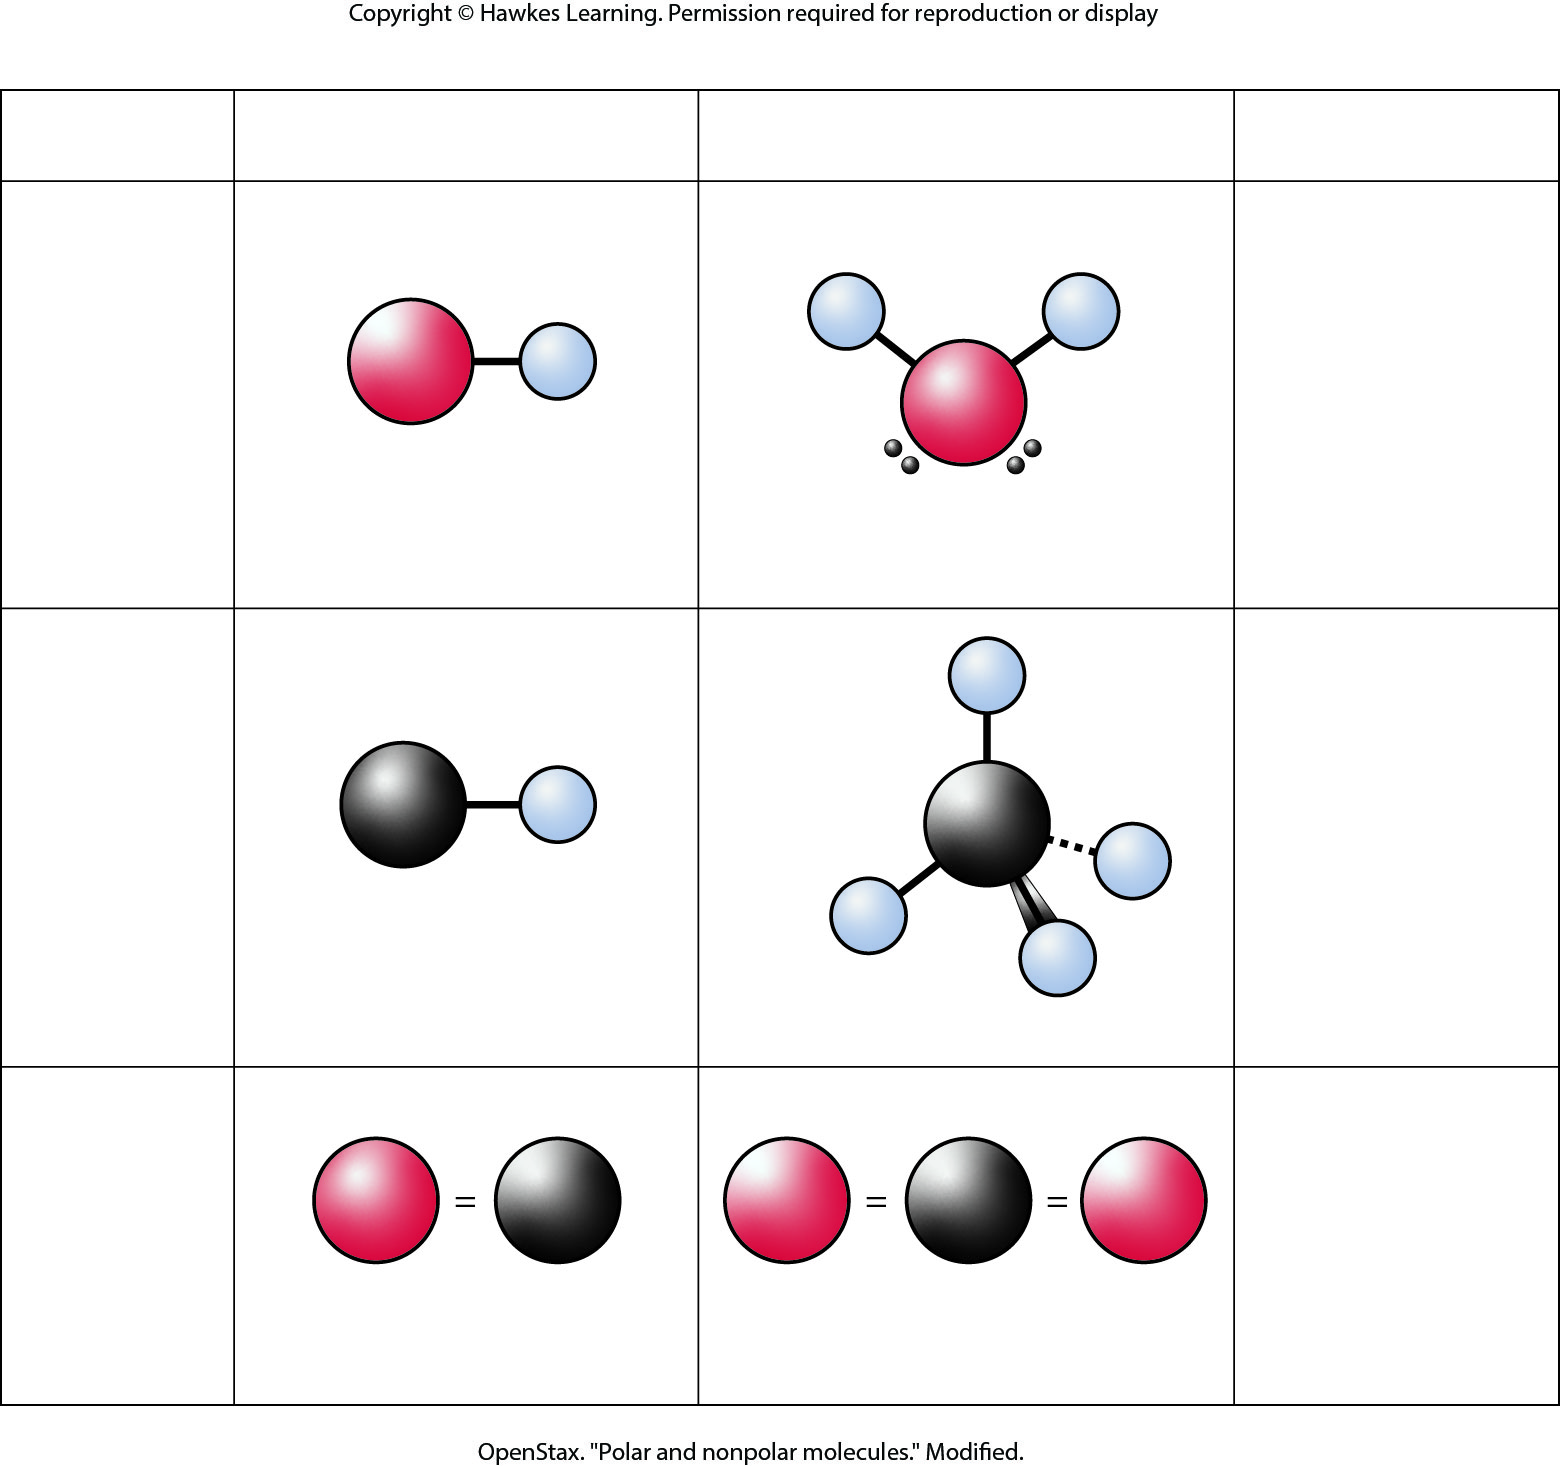 Copyright © Hawkes Learning. Permission required for reproduction or display
=
= =
OpenStax. "Polar and nonpolar molecules." Modified.